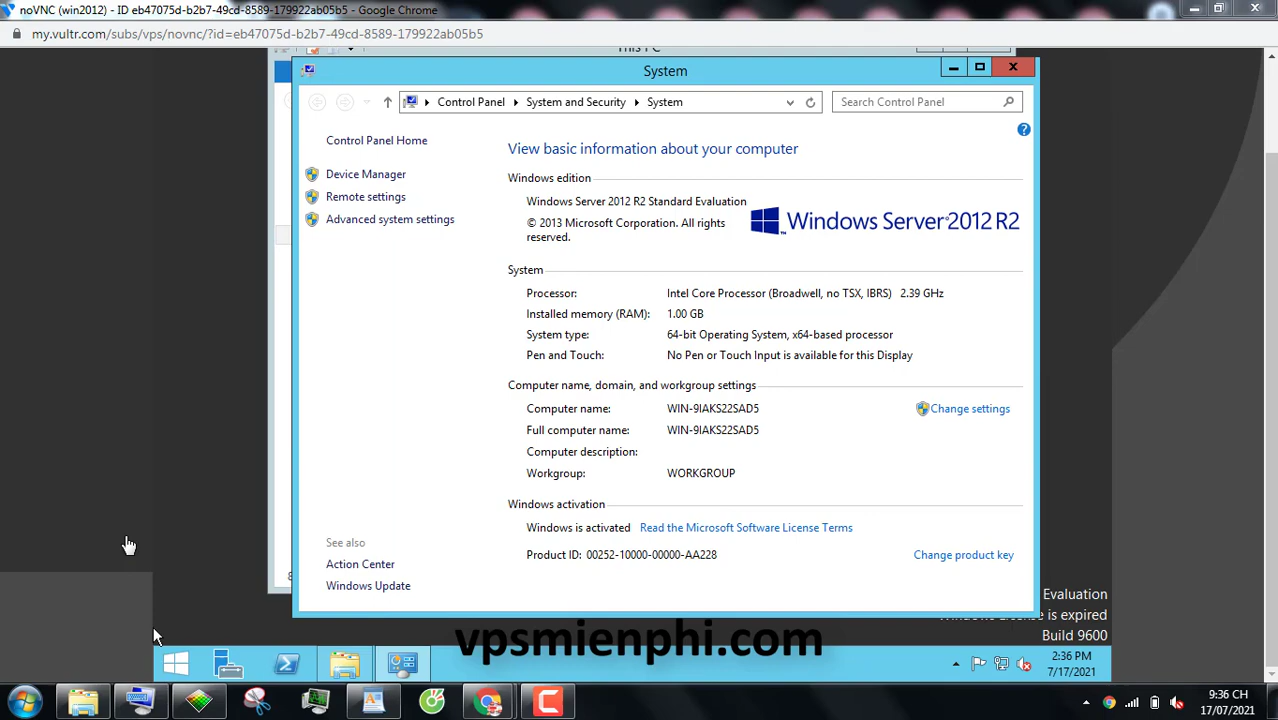 noVNC (win2012) - ID eb47075d-b2b7-49cd-8589-179922ab05b5 - Google Chrome
my.vultr.com/subs/vps/novnc/?id=eb47075d-b2b7-49cd-8589-179922ab05b5
This PC
System
Control Panel
System and Security
System
Search Control Panel
Control Panel Home
Device Manager
Remote settings
Advanced system settings
View basic information about your computer
Windows edition
Windows Server 2012 R2 Standard Evaluation
© 2013 Microsoft Corporation. All rights
reserved.
Windows Server 2012 R2
System
Processor: Intel Core Processor (Broadwell, no TSX, IBRS) 2.39 GHz
Installed memory (RAM): 1.00 GB
System type: 64-bit Operating System, x64-based processor
Pen and Touch: No Pen or Touch Input is available for this Display
Computer name, domain, and workgroup settings
Computer name: WIN-9IAKS22SAD5
Change settings
Full computer name: WIN-9IAKS22SAD5
Computer description:
Workgroup: WORKGROUP
Windows activation
Windows is activated Read the Microsoft Software License Terms
Product ID: 00252-10000-00000-AA228
Change product key
See also
Action Center
Windows Update
Evaluation
is expired
Build 9600
vpsmienphi.com
2:36 PM
7/17/2021
9:36 CH
17/07/2021